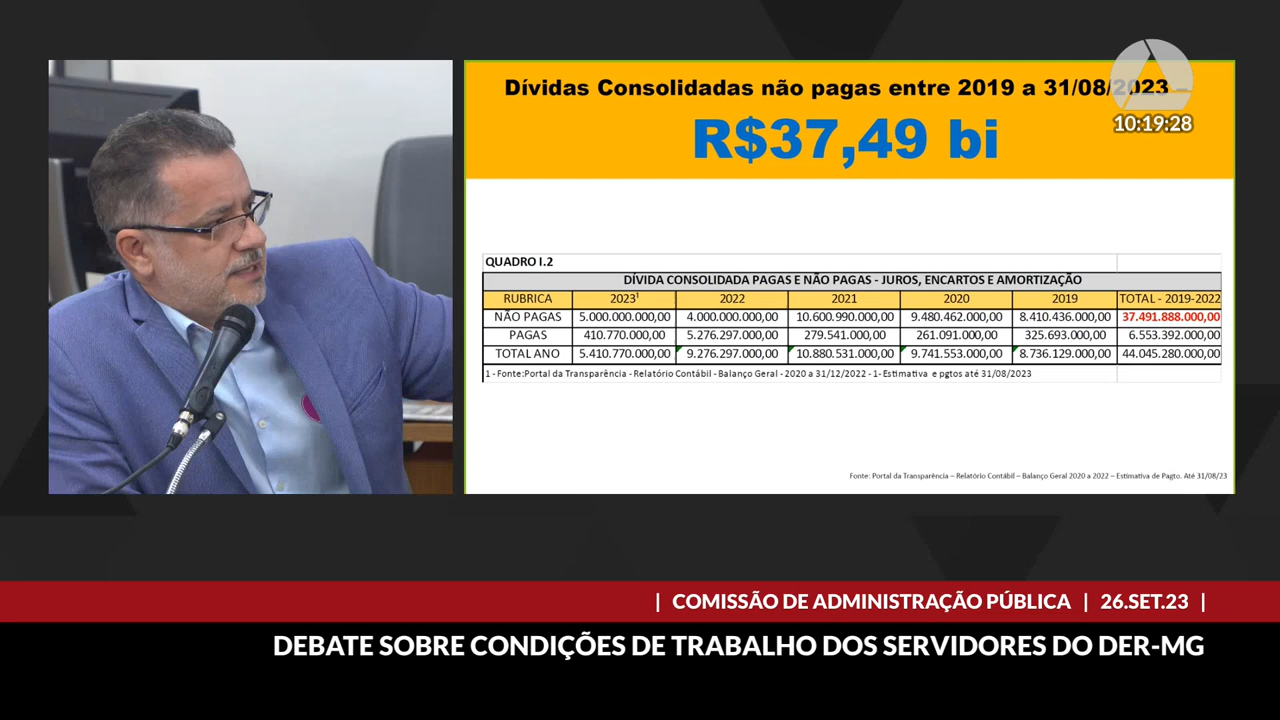 Dívidas Consolidadas não pagas entre 2019 a 31/08/2023 –
R$37,49 bi
10:19:28
QUADRO I.2
DÍVIDA CONSOLIDADA PAGAS E NÃO PAGAS - JUROS, ENCARTOS E AMORTIZAÇÃO
RUBRICA 2023¹ 2022 2021 2020 2019 TOTAL - 2019-2022
NÃO PAGAS 5.000.000.000,00 4.000.000.000,00 10.600.990.000,00 9.480.462.000,00 8.410.436.000,00 37.491.888.000,00
PAGAS 410.770.000,00 5.276.297.000,00 279.541.000,00 261.091.000,00 325.693.000,00 6.553.392.000,00
TOTAL ANO 5.410.770.000,00 9.276.297.000,00 10.880.531.000,00 9.741.553.000,00 8.736.129.000,00 44.045.280.000,00
1 - Fonte:Portal da Transparência - Relatório Contábil - Balanço Geral - 2020 a 31/12/2022 - 1- Estimativa e pgtos até 31/08/2023
Fonte: Portal da Transparência – Relatório Contábil – Balanço Geral 2020 a 2022 – Estimativa de Pagto. Até 31/08/23
| COMISSÃO DE ADMINISTRAÇÃO PÚBLICA | 26.SET.23 |
DEBATE SOBRE CONDIÇÕES DE TRABALHO DOS SERVIDORES DO DER-MG